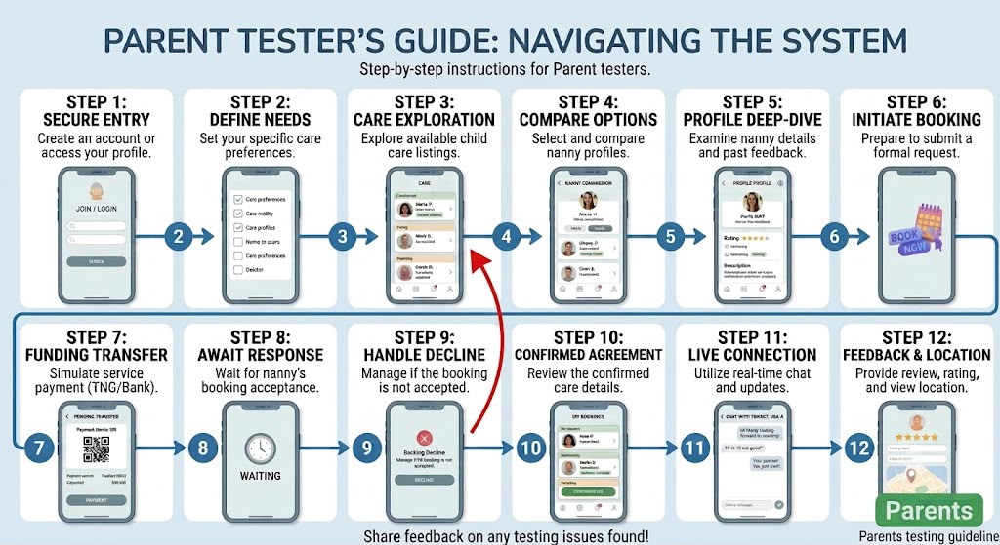 PARENT TESTER'S GUIDE: NAVIGATING THE SYSTEM
Step-by-step instructions for Parent testers.
STEP 1:
SECURE ENTRY
Create an account or
access your profile.
JOIN / LOGIN
STEP 2:
DEFINE NEEDS
Set your specific care
preferences.
Care preferences
Care profiles
Care preferences
STEP 3:
CARE EXPLORATION
Explore available child
care listings.
CARE
STEP 4:
COMPARE OPTIONS
Select and compare
nanny profiles.
STEP 5:
PROFILE DEEP-DIVE
Examine nanny details
and past feedback.
Rating
Description
STEP 6:
INITIATE BOOKING
Prepare to submit a
formal request.
BOOK
NOW
2
3
4
5
6
STEP 7:
FUNDING TRANSFER
Simulate service
payment (TNG/Bank).
PENDING TRANSFER
PAYMENT
STEP 8:
AWAIT RESPONSE
Wait for nanny's
booking acceptance.
WAITING
STEP 9:
HANDLE DECLINE
Manage if the booking
is not accepted.
Backing Decline
accepted.
DECLINE
STEP 10:
CONFIRMED AGREEMENT
Review the confirmed
care details.
BOOKINGS
STEP 11:
LIVE CONNECTION
Utilize real-time chat
and updates.
CHAT WITH
STEP 12:
FEEDBACK & LOCATION
Provide review, rating,
and view location.
7
8
9
10
11
12
Parents
Share feedback on any testing issues found!
Parents testing guideline